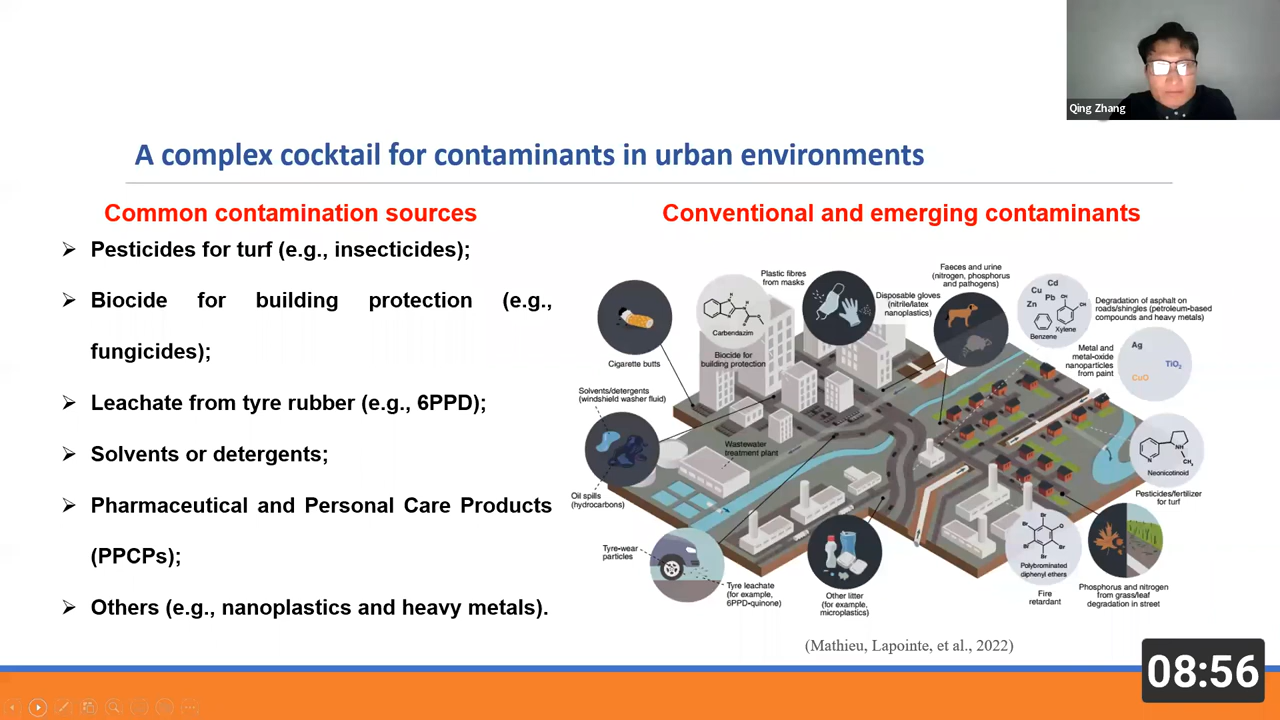 Qing Zhang
A complex cocktail for contaminants in urban environments
Common contamination sources
Pesticides for turf (e.g., insecticides);
Biocide for building protection (e.g.,
fungicides);
Leachate from tyre rubber (e.g., 6PPD);
Solvents or detergents;
Pharmaceutical and Personal Care Products
(PPCPs);
Others (e.g., nanoplastics and heavy metals).
Conventional and emerging contaminants
Cigarette butts
Carbendazim
Biocide for
building protection
Plastic fibres
from masks
Disposable gloves
(nitrile/latex
nanoplastics)
Faeces and urine
(nitrogen, phosphorus
and pathogens)
Cd
Cu
Pb
Zn
Xylene
Benzene
Degradation of asphalt on
roads/shingles (petroleum-based
compounds and heavy metals)
Metal and
metal-oxide
nanoparticles
from paint
Ag
TiO₂
CuO
Solvents/detergents
(windshield washer fluid)
Wastewater
treatment plant
Oil spills
(hydrocarbons)
N
N
CH₃
Neonicotinoid
Pesticides/fertilizer
for turf
Tyre-wear
particles
Tyre leachate
(for example,
6PPD-quinone)
Other litter
(for example,
microplastics)
Br
Br
O
Br
Br
Br
Polybrominated
diphenyl ethers
Fire
retardant
Phosphorus and nitrogen
from grass/leaf
degradation in street
(Mathieu, Lapointe, et al., 2022)
08:56